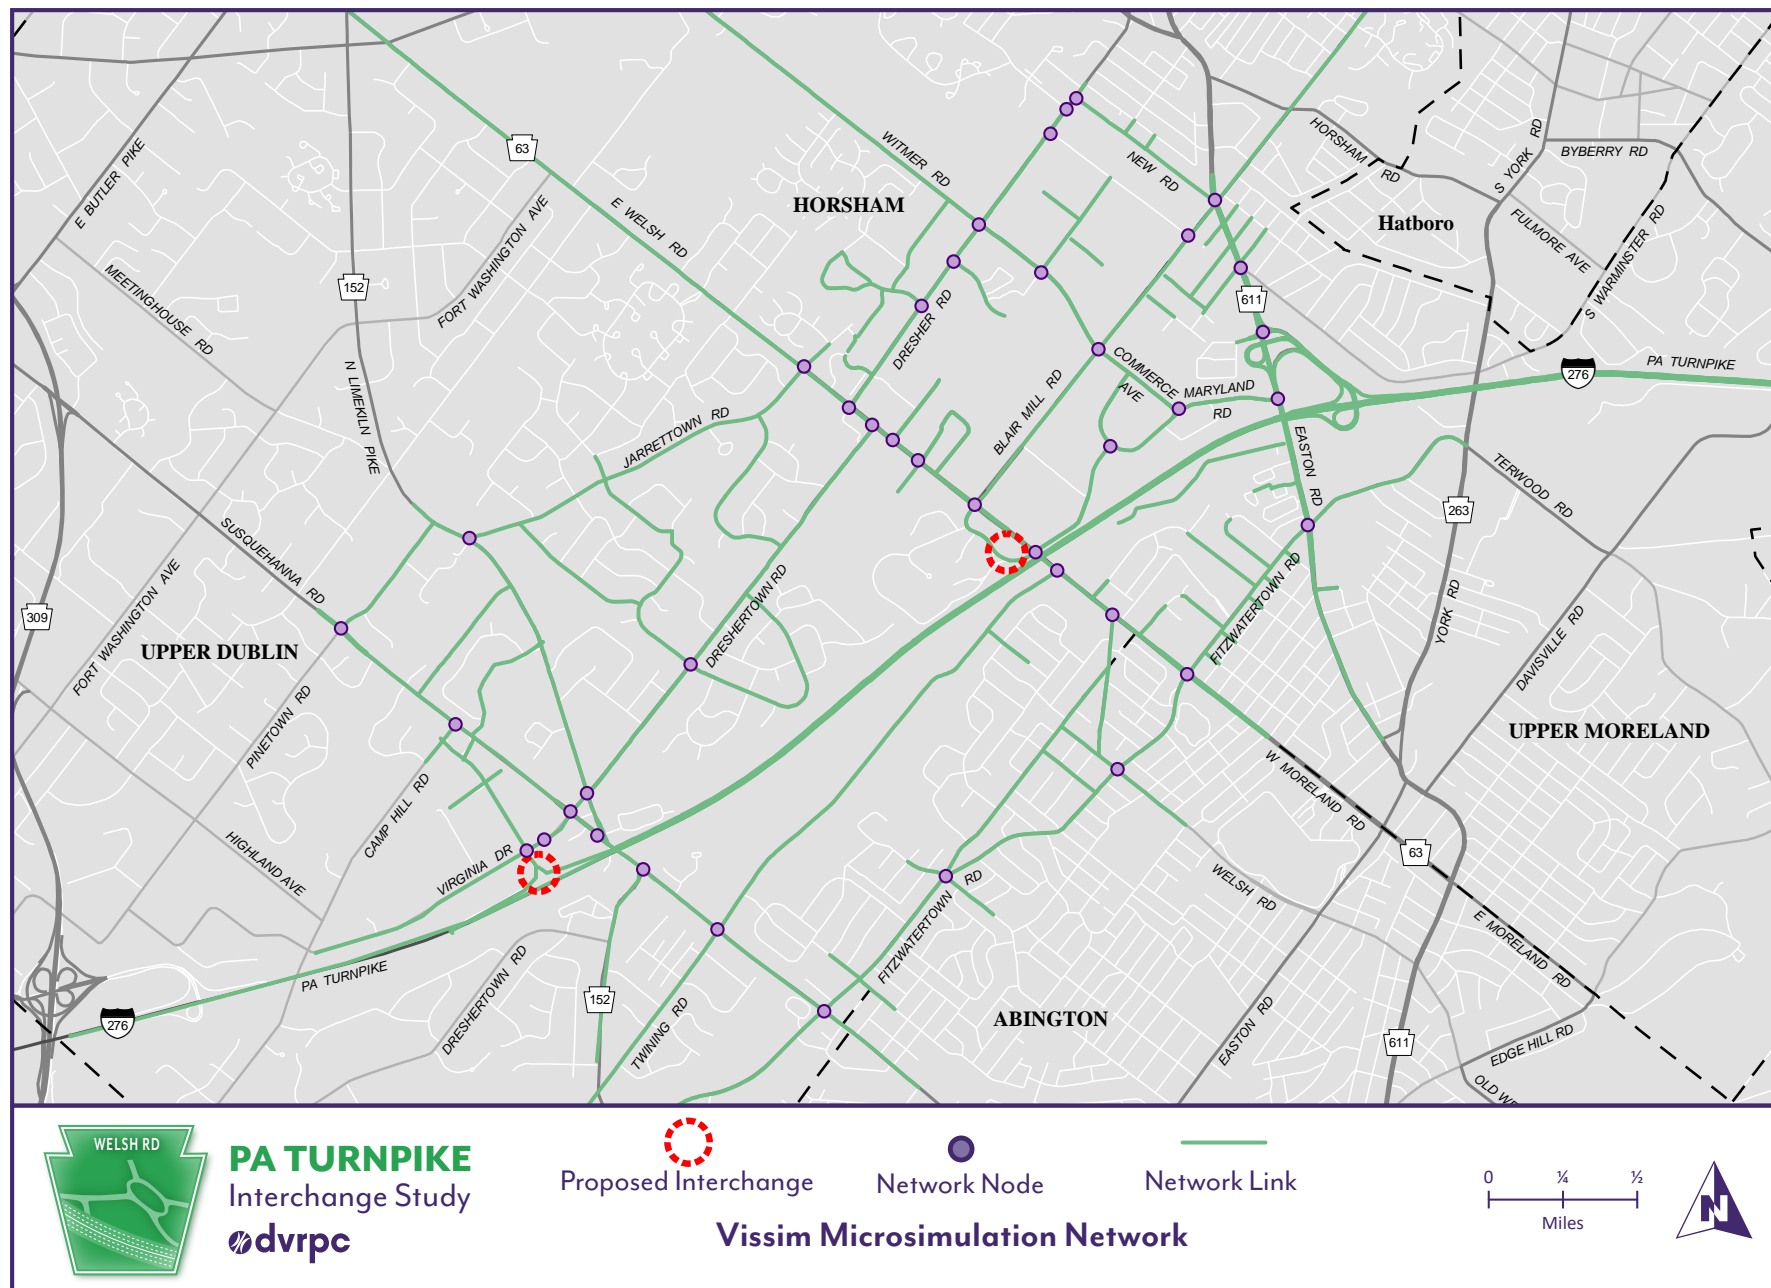 E BUTLER PIKE
63
WITMER RD
NEW RD
HORSHAM RD
S YORK RD
BYBERRY RD
HORSHAM
Hatboro
FULMORE AVE
S WARMINSTER RD
E WELSH RD
FORT WASHINGTON AVE
MEETINGHOUSE RD
152
611
DRESHER RD
N LIMEKILN PIKE
COMMERCE AVE
MARYLAND RD
PA TURNPIKE
276
BLAIR MILL RD
JARRETTOWN RD
EASTON RD
TERWOOD RD
263
SUSQUEHANNA RD
FORT WASHINGTON AVE
309
UPPER DUBLIN
PINETOWN RD
DRESHERTOWN RD
FITZWATERTOWN RD
YORK RD
DAVISVILLE RD
UPPER MORELAND
W MORELAND RD
CAMP HILL RD
HIGHLAND AVE
VIRGINIA DR
63
WELSH RD
E MORELAND RD
FITZWATERTOWN RD
PA TURNPIKE
276
DRESHERTOWN RD
152
TWINING RD
ABINGTON
EASTON RD
611
EDGE HILL RD
OLD WE
WELSH RD
PA TURNPIKE
Interchange Study
dvrpc
Proposed Interchange
Network Node
Network Link
Vissim Microsimulation Network
0 ¼ ½
Miles
N